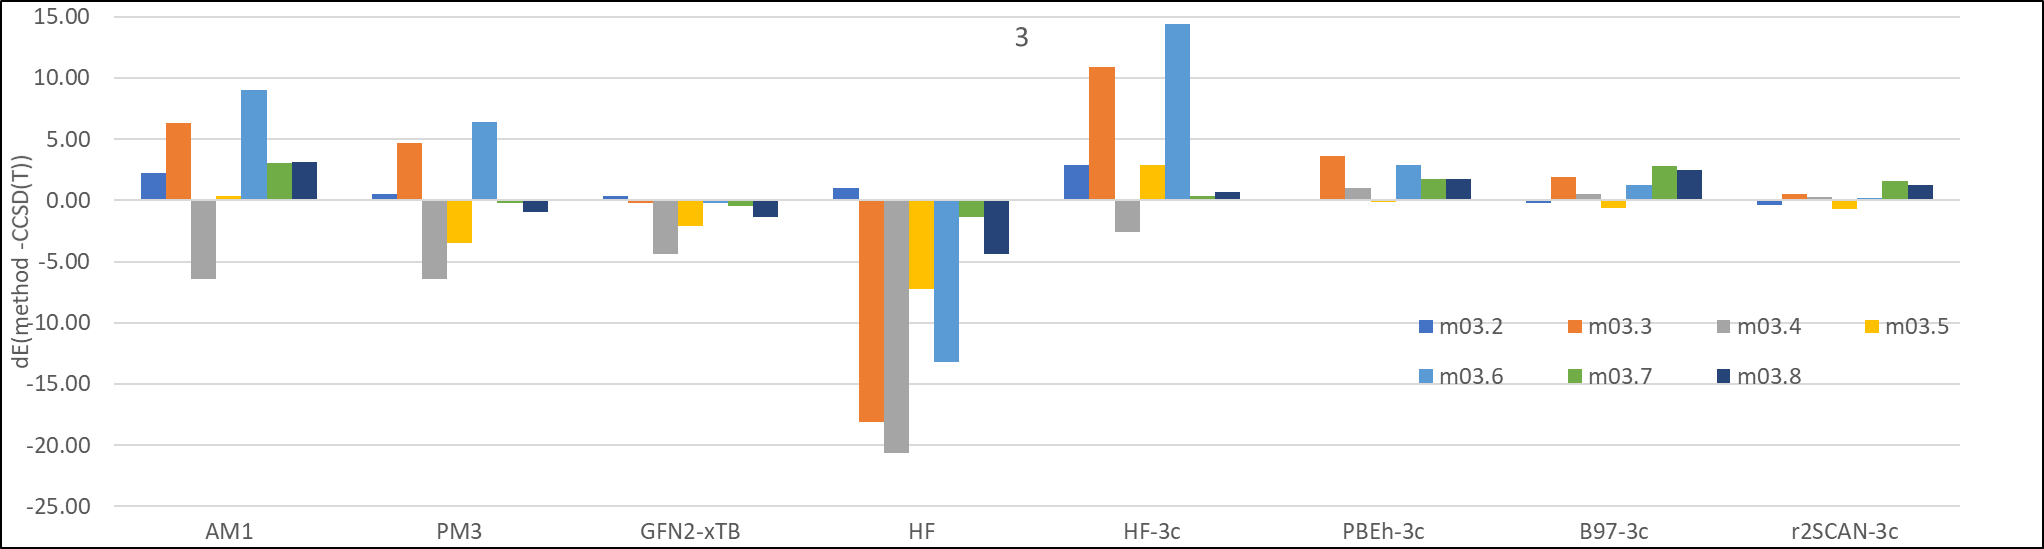 3
15.00
10.00
5.00
0.00
-5.00
-10.00
-15.00
-20.00
-25.00
dE(method -CCSD(T))
m03.2 m03.3 m03.4 m03.5
m03.6 m03.7 m03.8
AM1 PM3 GFN2-xTB HF HF-3c PBEh-3c B97-3c r2SCAN-3c